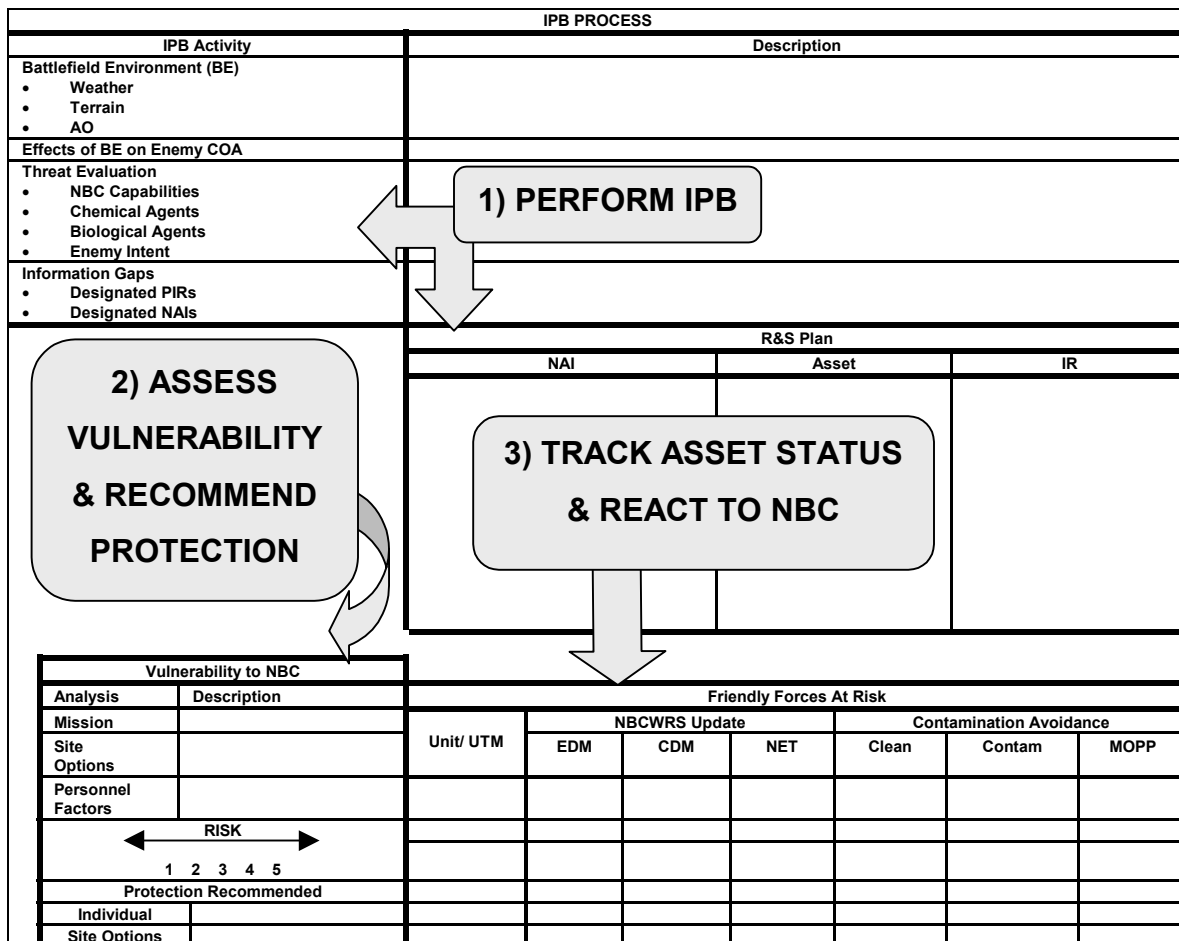 IPB PROCESS
IPB Activity Description
Battlefield Environment (BE)
• Weather
• Terrain
• AO
Effects of BE on Enemy COA
Threat Evaluation
• NBC Capabilities
• Chemical Agents
• Biological Agents
• Enemy Intent
1) PERFORM IPB
Information Gaps
• Designated PIRs
• Designated NAIs
R&S Plan
NAI Asset IR
2) ASSESS
VULNERABILITY
& RECOMMEND
PROTECTION
3) TRACK ASSET STATUS
& REACT TO NBC
Vulnerability to NBC
Analysis Description
Mission
Site
Options
Personnel
Factors
RISK
1 2 3 4 5
Protection Recommended
Individual
Site Options
Friendly Forces At Risk
Unit/ UTM
NBCWRS Update Contamination Avoidance
EDM CDM NET Clean Contam MOPP